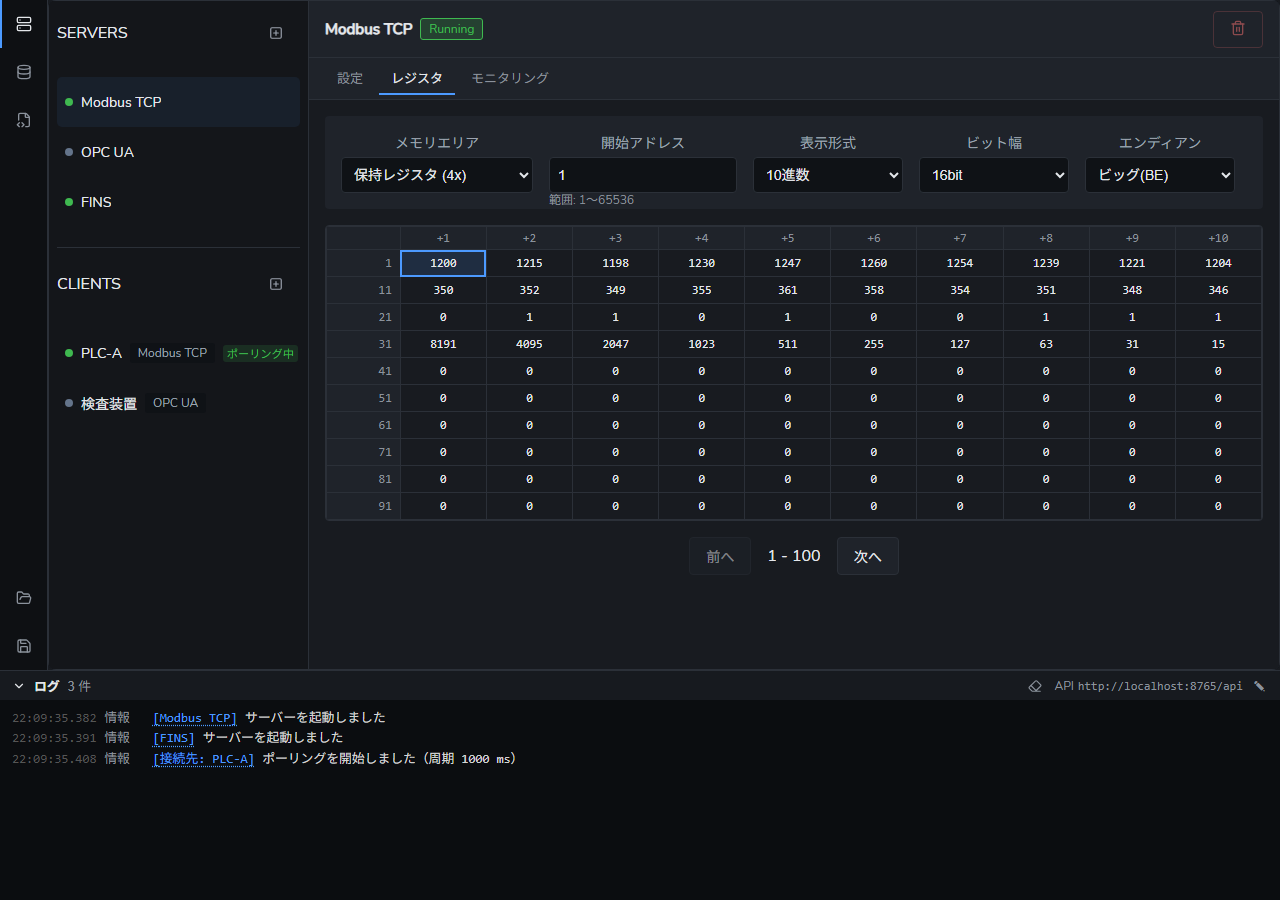 SERVERS
Modbus TCP
OPC UA
FINS
CLIENTS
PLC-A Modbus TCP ポーリング中
検査装置 OPC UA
Modbus TCP Running
設定 レジスタ モニタリング
メモリエリア 開始アドレス 表示形式 ビット幅 エンディアン
保持レジスタ (4x) 1 10進数 16bit ビッグ(BE)
範囲: 1〜65536
+1 +2 +3 +4 +5 +6 +7 +8 +9 +10
1 1200 1215 1198 1230 1247 1260 1254 1239 1221 1204
11 350 352 349 355 361 358 354 351 348 346
21 0 1 1 0 1 0 0 1 1 1
31 8191 4095 2047 1023 511 255 127 63 31 15
41 0 0 0 0 0 0 0 0 0 0
51 0 0 0 0 0 0 0 0 0 0
61 0 0 0 0 0 0 0 0 0 0
71 0 0 0 0 0 0 0 0 0 0
81 0 0 0 0 0 0 0 0 0 0
91 0 0 0 0 0 0 0 0 0 0
前へ 1 - 100 次へ
ログ 3 件 API http://localhost:8765/api
22:09:35.382 情報 [Modbus TCP] サーバーを起動しました
22:09:35.391 情報 [FINS] サーバーを起動しました
22:09:35.408 情報 [接続先: PLC-A] ポーリングを開始しました（周期 1000 ms）